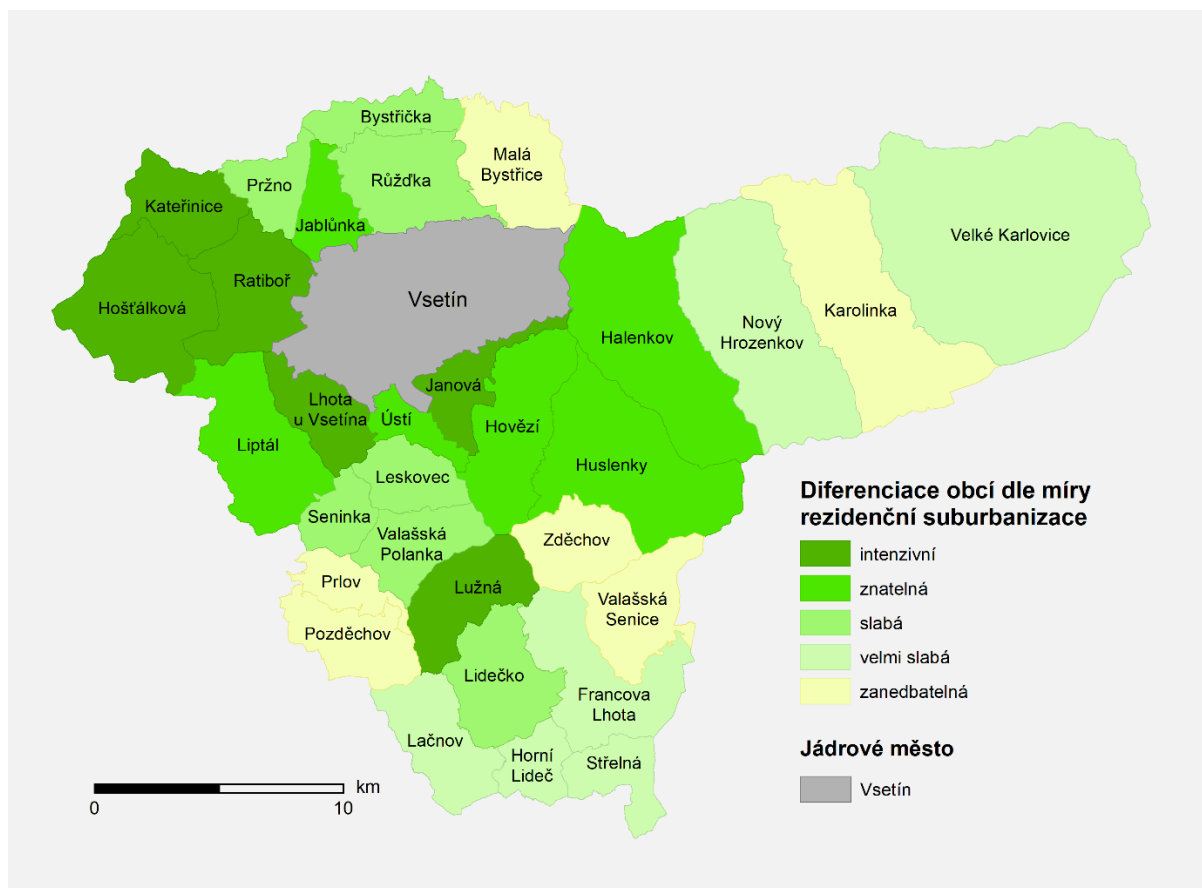 Bystřička
Malá
Bystřice
Pržno
Růžďka
Kateřinice
Jablůnka
Velké Karlovice
Ratiboř
Hošťálková
Vsetín
Karolinka
Nový
Hrozenkov
Halenkov
Janová
Lhota
u Vsetína
Ústí
Hovězí
Liptál
Huslenky
Leskovec
Seninka
Valašská
Polanka
Zděchov
Prlov
Lužná
Valašská
Senice
Pozděchov
Lidečko
Francova
Lhota
Lačnov
Horní
Lideč
Střelná
Diferenciace obcí dle míry
rezidenční suburbanizace
intenzivní
znatelná
slabá
velmi slabá
zanedbatelná
Jádrové město
Vsetín
km
0
10